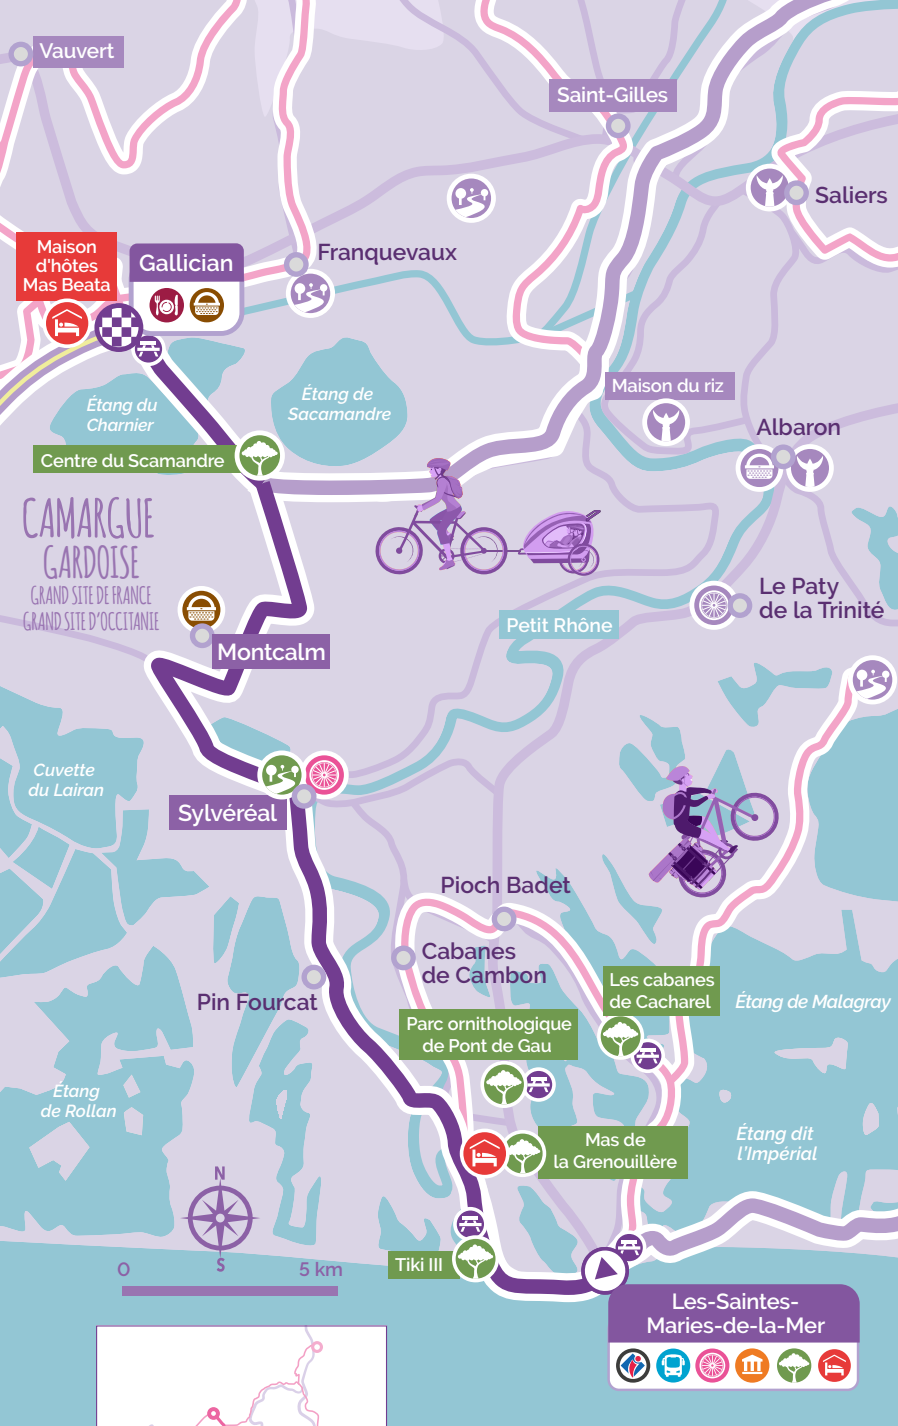 Vauvert
Saint-Gilles
Saliers
Maison
d'hôtes
Mas Beata
Gallician
Franquevaux
Étang du
Charnier
Étang de
Sacamandre
Maison du riz
Albaron
Centre du Scamandre
CAMARGUE
GARDOISE
GRAND SITE DE FRANCE
GRAND SITE D'OCCITANIE
Le Paty
de la Trinité
Petit Rhône
Montcalm
Cuvette
du Lairan
Sylvéréal
Pioch Badet
Cabanes
de Cambon
Les cabanes
de Cacharel
Étang de Malagray
Pin Fourcat
Parc ornithologique
de Pont de Gau
Étang
de Rollan
Étang dit
l'Impérial
Mas de
la Grenouillère
N
S
0
5 km
Tiki III
Les-Saintes-
Maries-de-la-Mer